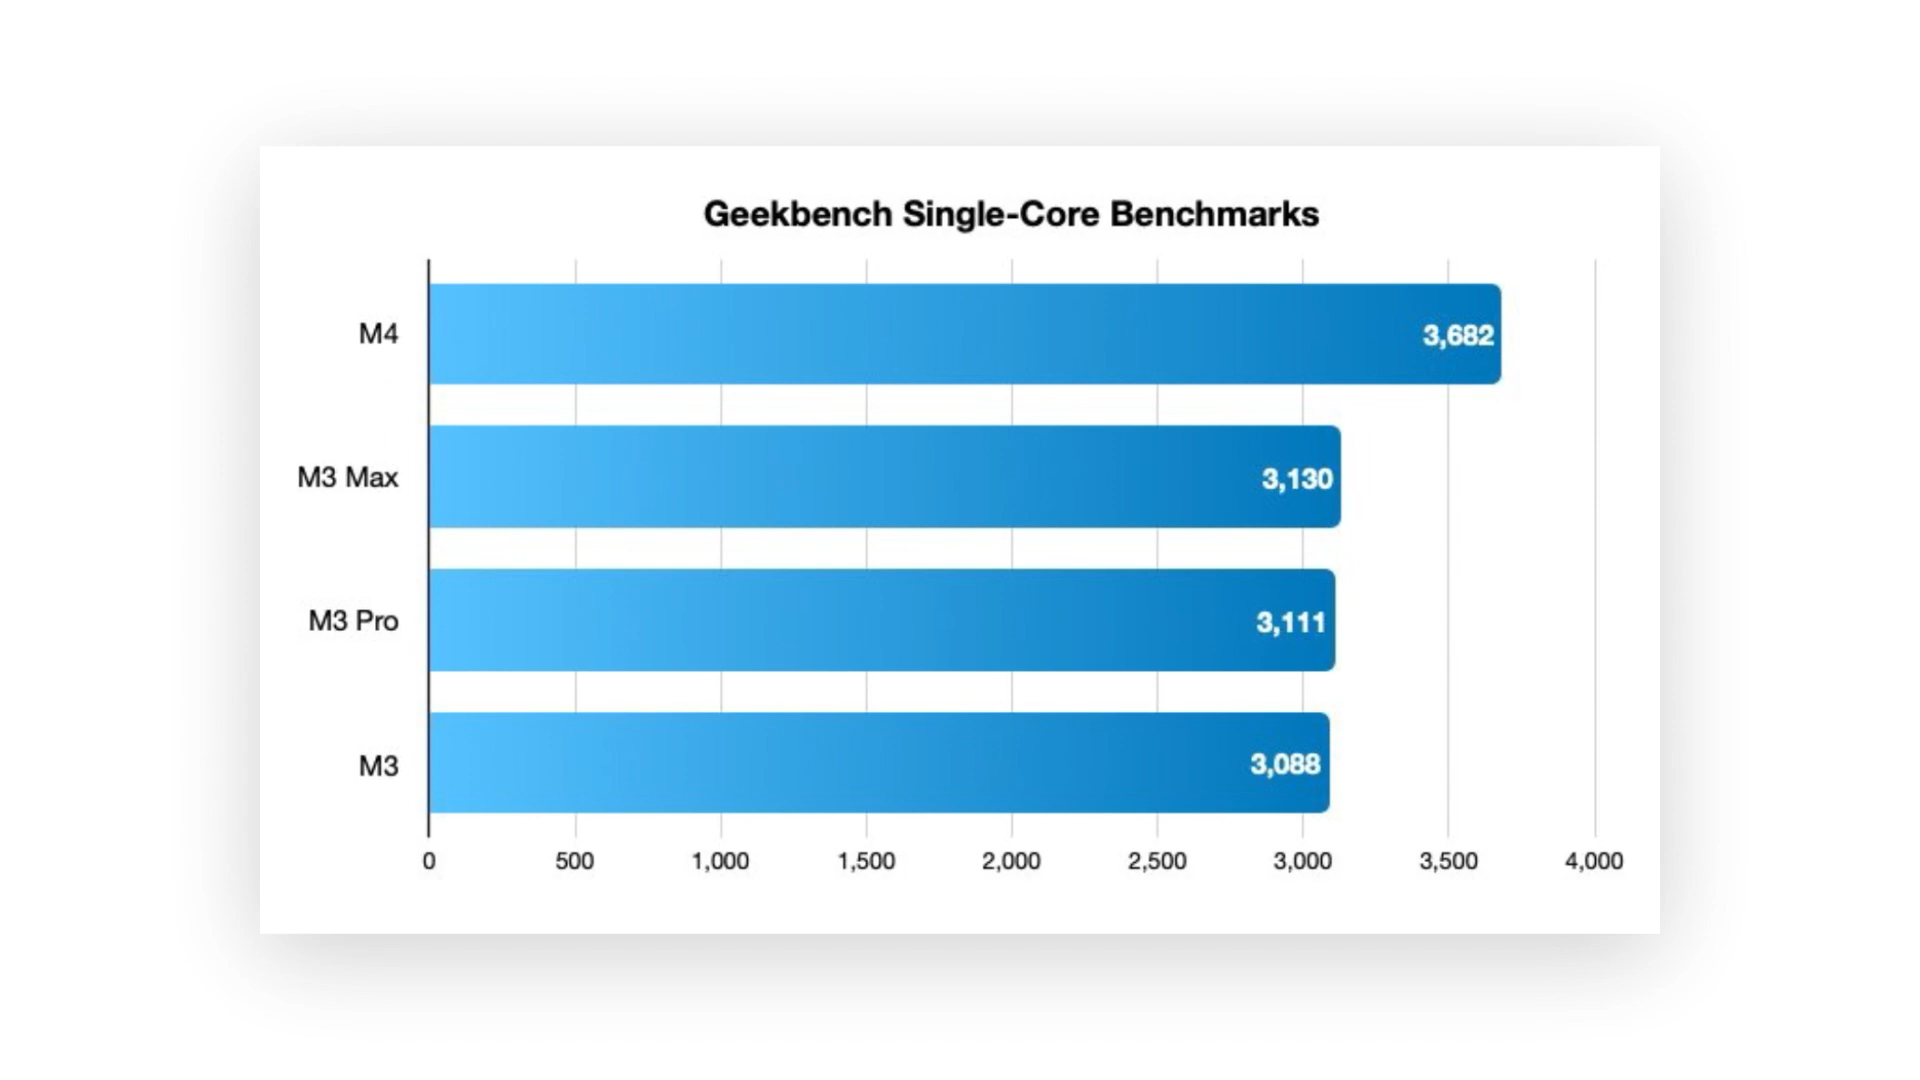 Geekbench Single-Core Benchmarks
M4
3,682
M3 Max
3,130
M3 Pro
3,111
M3
3,088
0 500 1,000 1,500 2,000 2,500 3,000 3,500 4,000